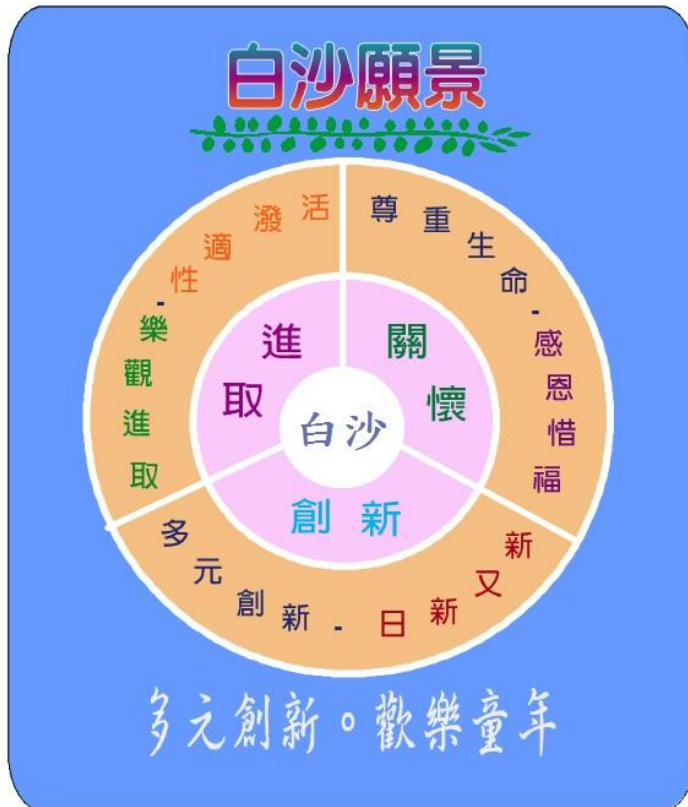 白沙願景
尊重生命-感恩惜福
活潑適性-樂觀進取
進取
關懷
白沙
創新
多元創新-日新又新
多元創新。歡樂童年